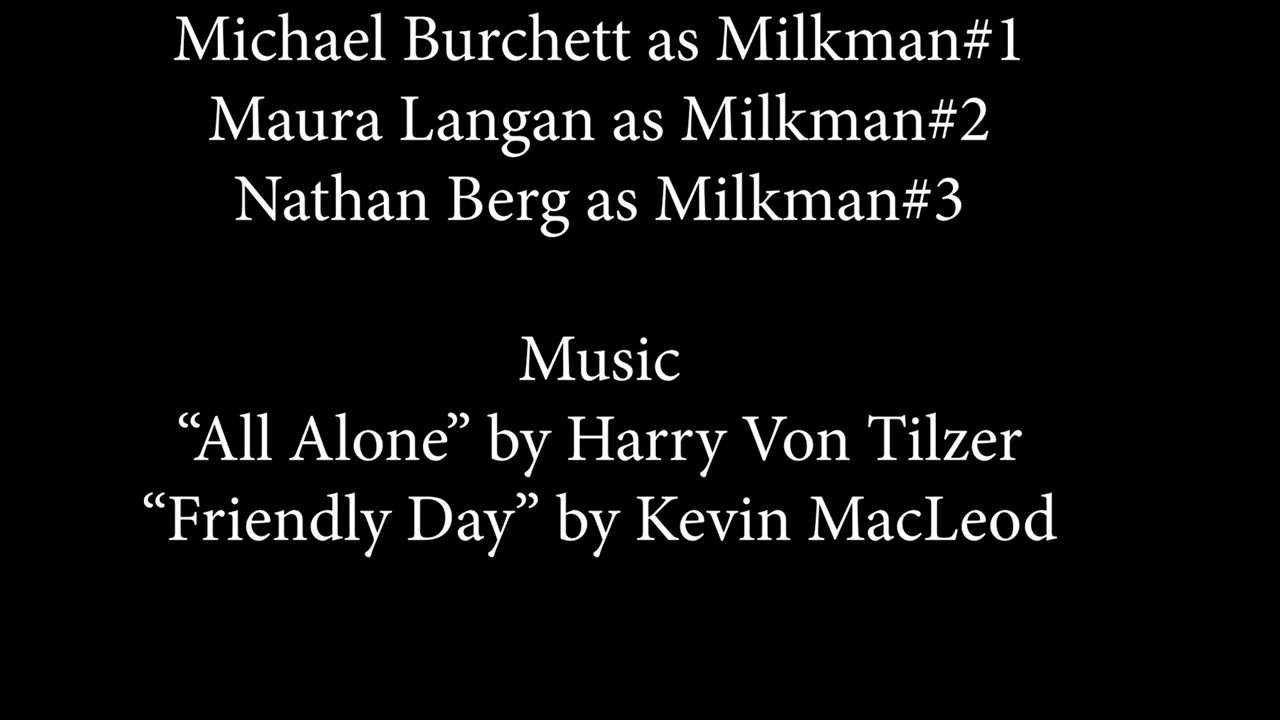 Michael Burchett as Milkman#1
Maura Langan as Milkman#2
Nathan Berg as Milkman#3
Music
“All Alone” by Harry Von Tilzer
“Friendly Day” by Kevin MacLeod